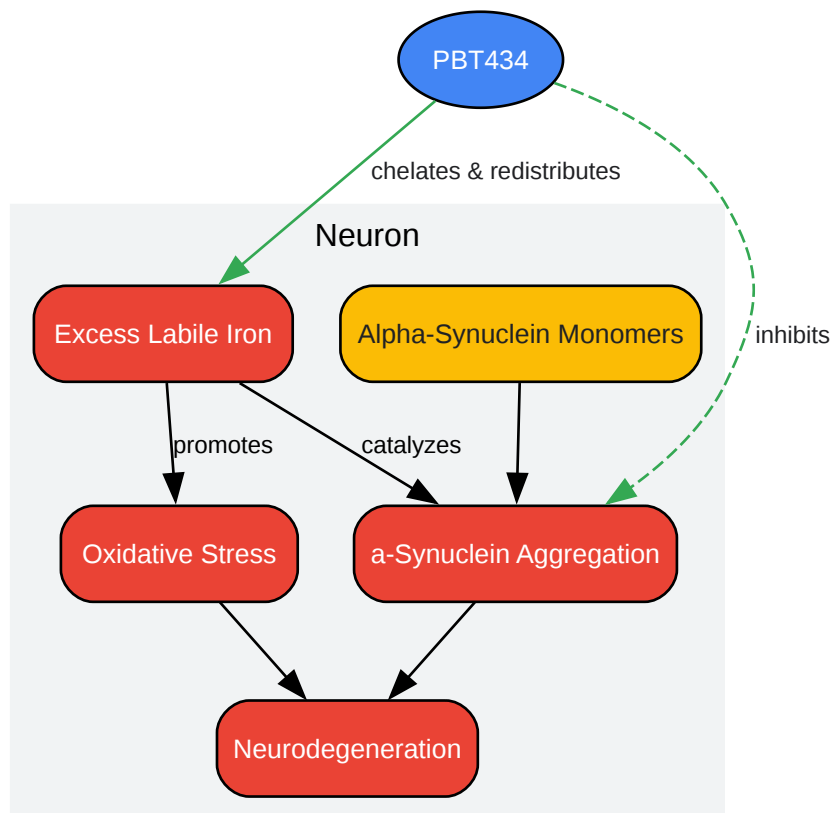 PBT434
chelates & redistributes
Neuron
Excess Labile Iron
Alpha-Synuclein Monomers
inhibits
promotes
catalyzes
Oxidative Stress
a-Synuclein Aggregation
Neurodegeneration